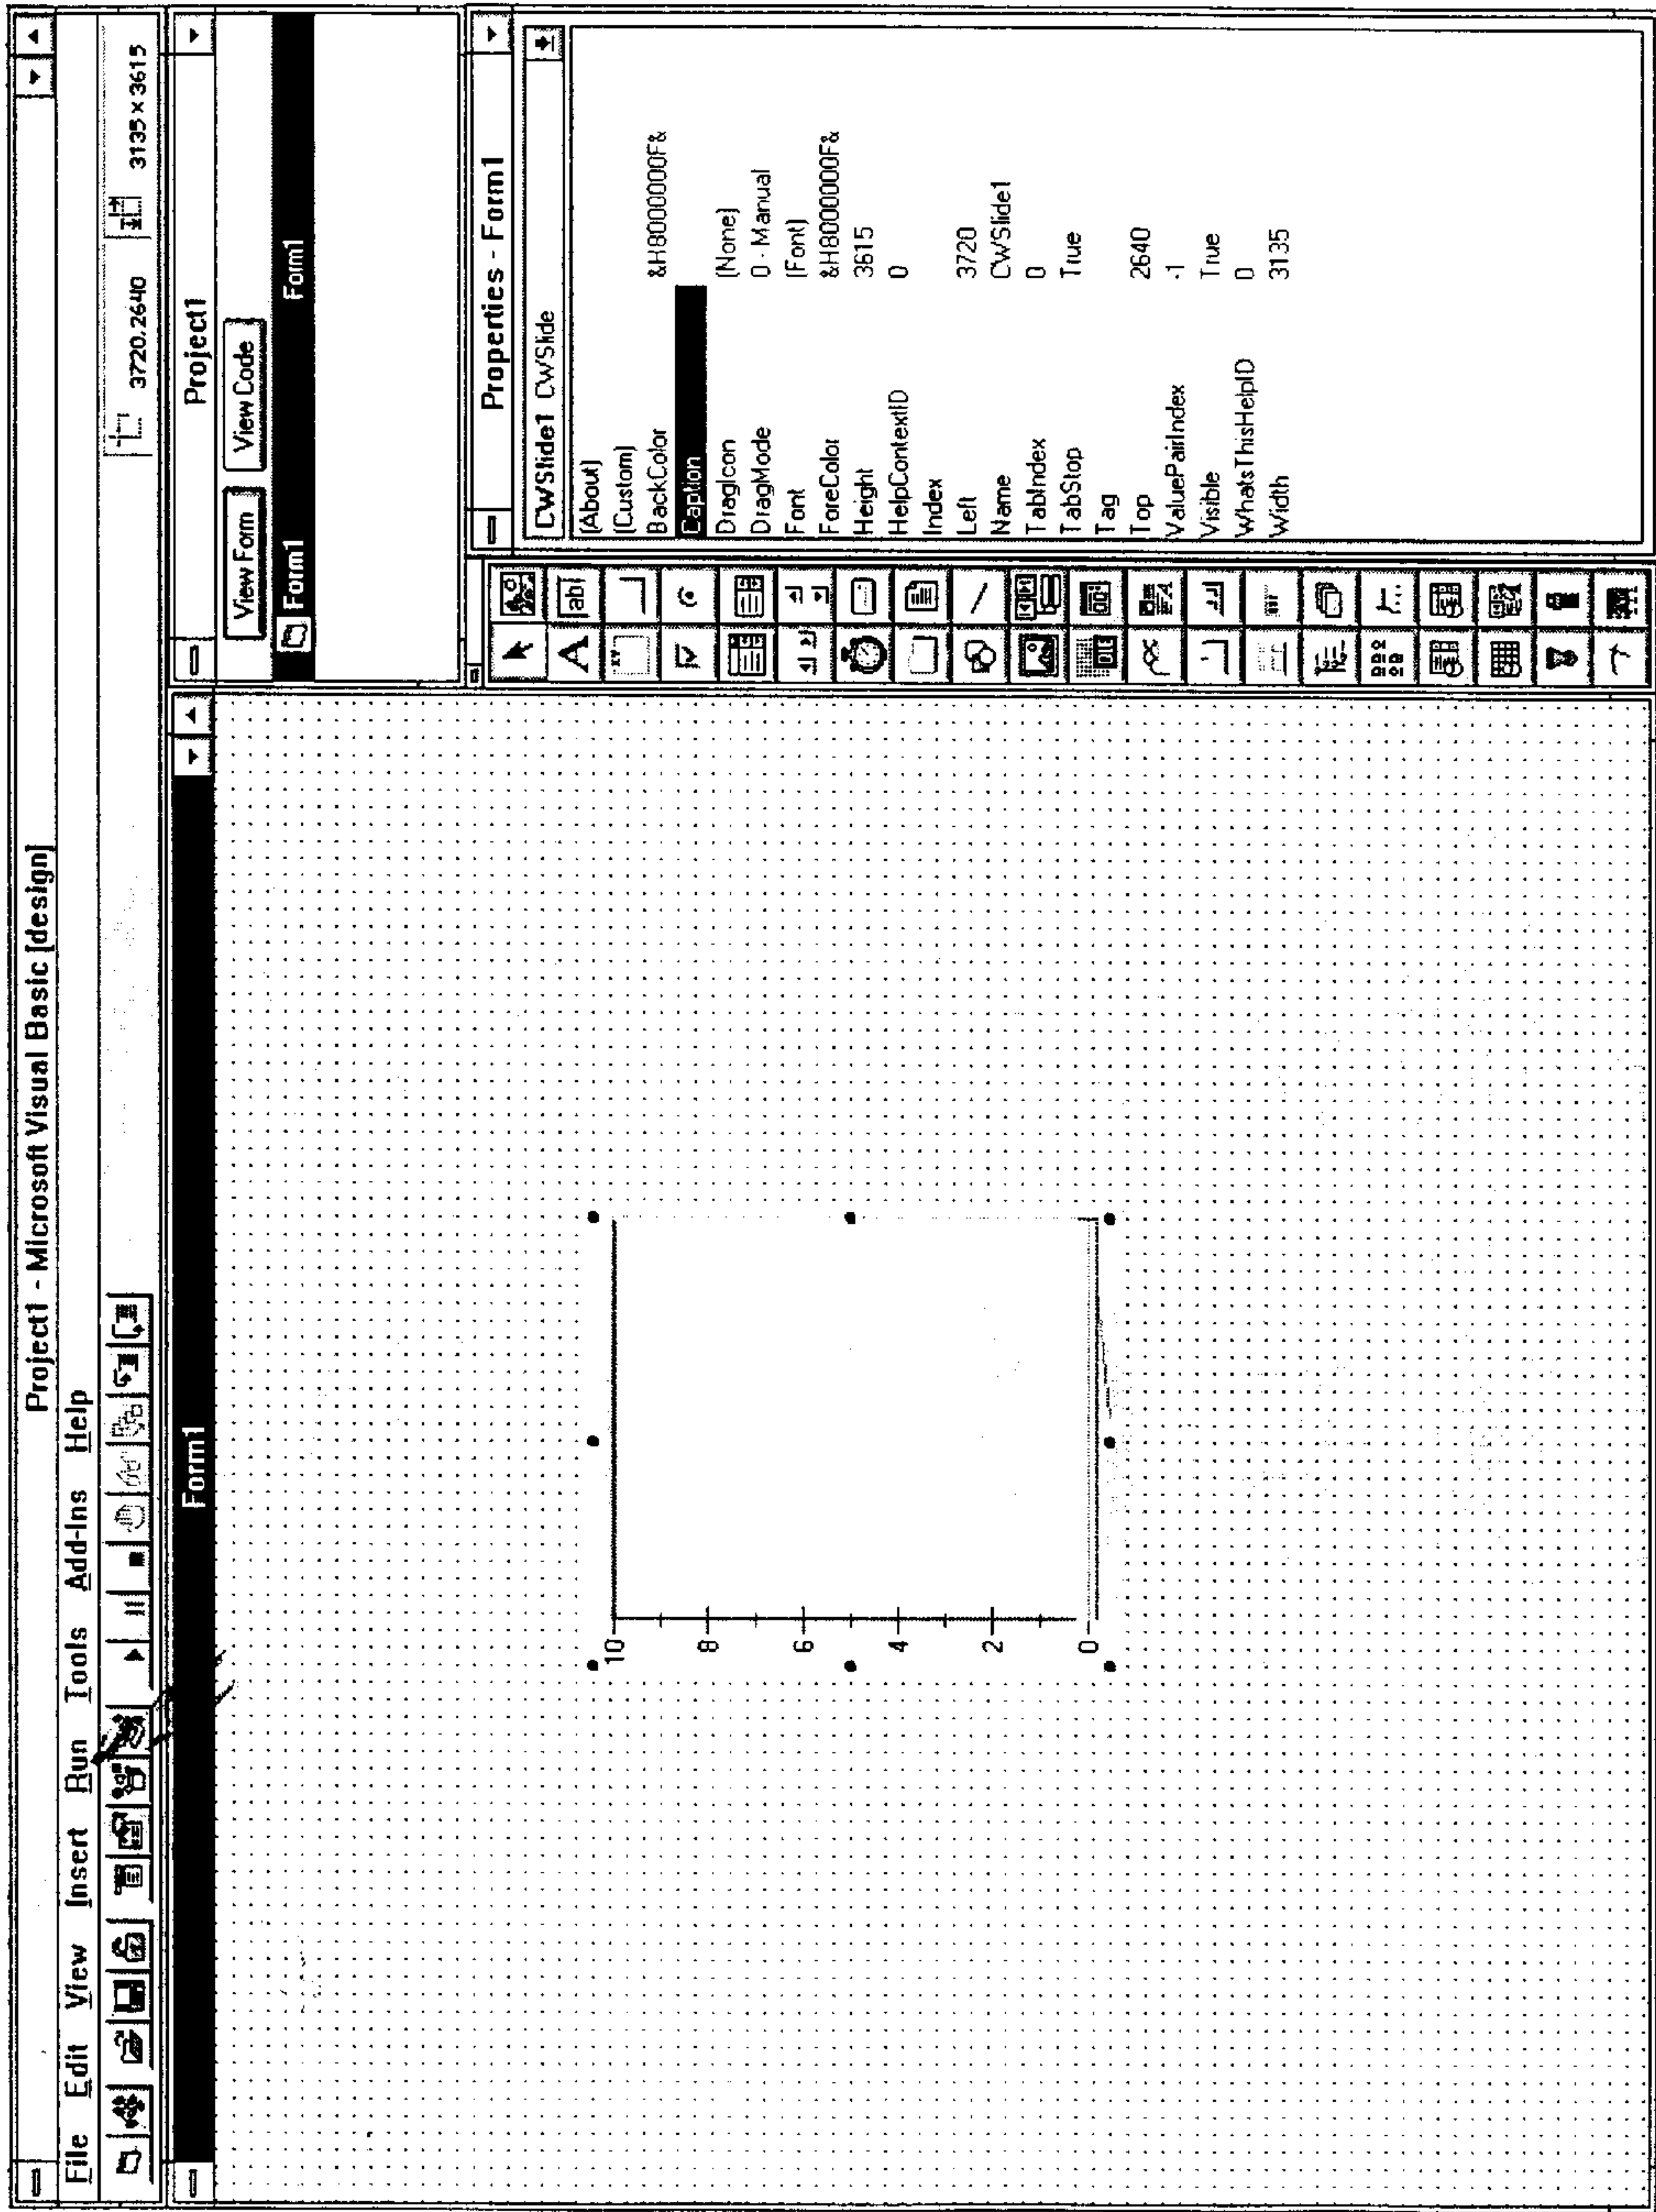 Project1 - Microsoft Visual Basic [design]
File Edit View Insert Run Tools Add-Ins Help
3720,2640 3135 x 3615
Form1
10
8
6
4
2
0
Project1
View Form View Code
Form1 Form1
A
ab
OLE
Properties - Form1
CWSlide1 CWSlide
(About)
(Custom)
BackColor &H8000000F&
Caption
DragIcon (None)
DragMode 0 - Manual
Font (Font)
ForeColor &H8000000F&
Height 3615
HelpContextID 0
Index
Left 3720
Name CWSlide1
TabIndex 0
TabStop True
Tag
Top 2640
ValuePairIndex -1
Visible True
WhatsThisHelpID 0
Width 3135